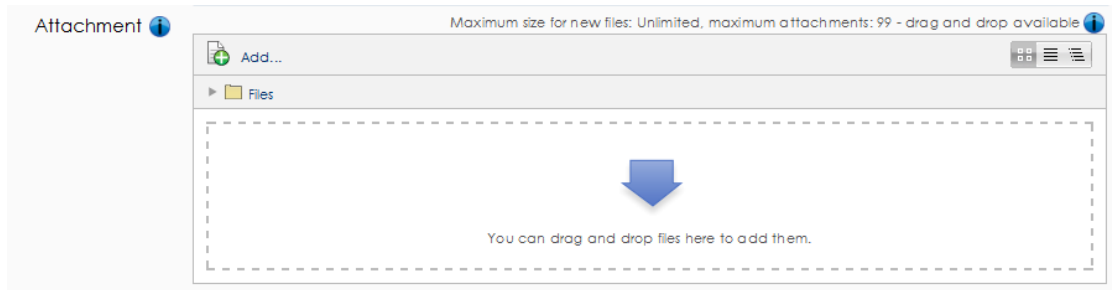 Attachment
Maximum size for new files: Unlimited, maximum attachments: 99 - drag and drop available
Add...
Files
You can drag and drop files here to add them.